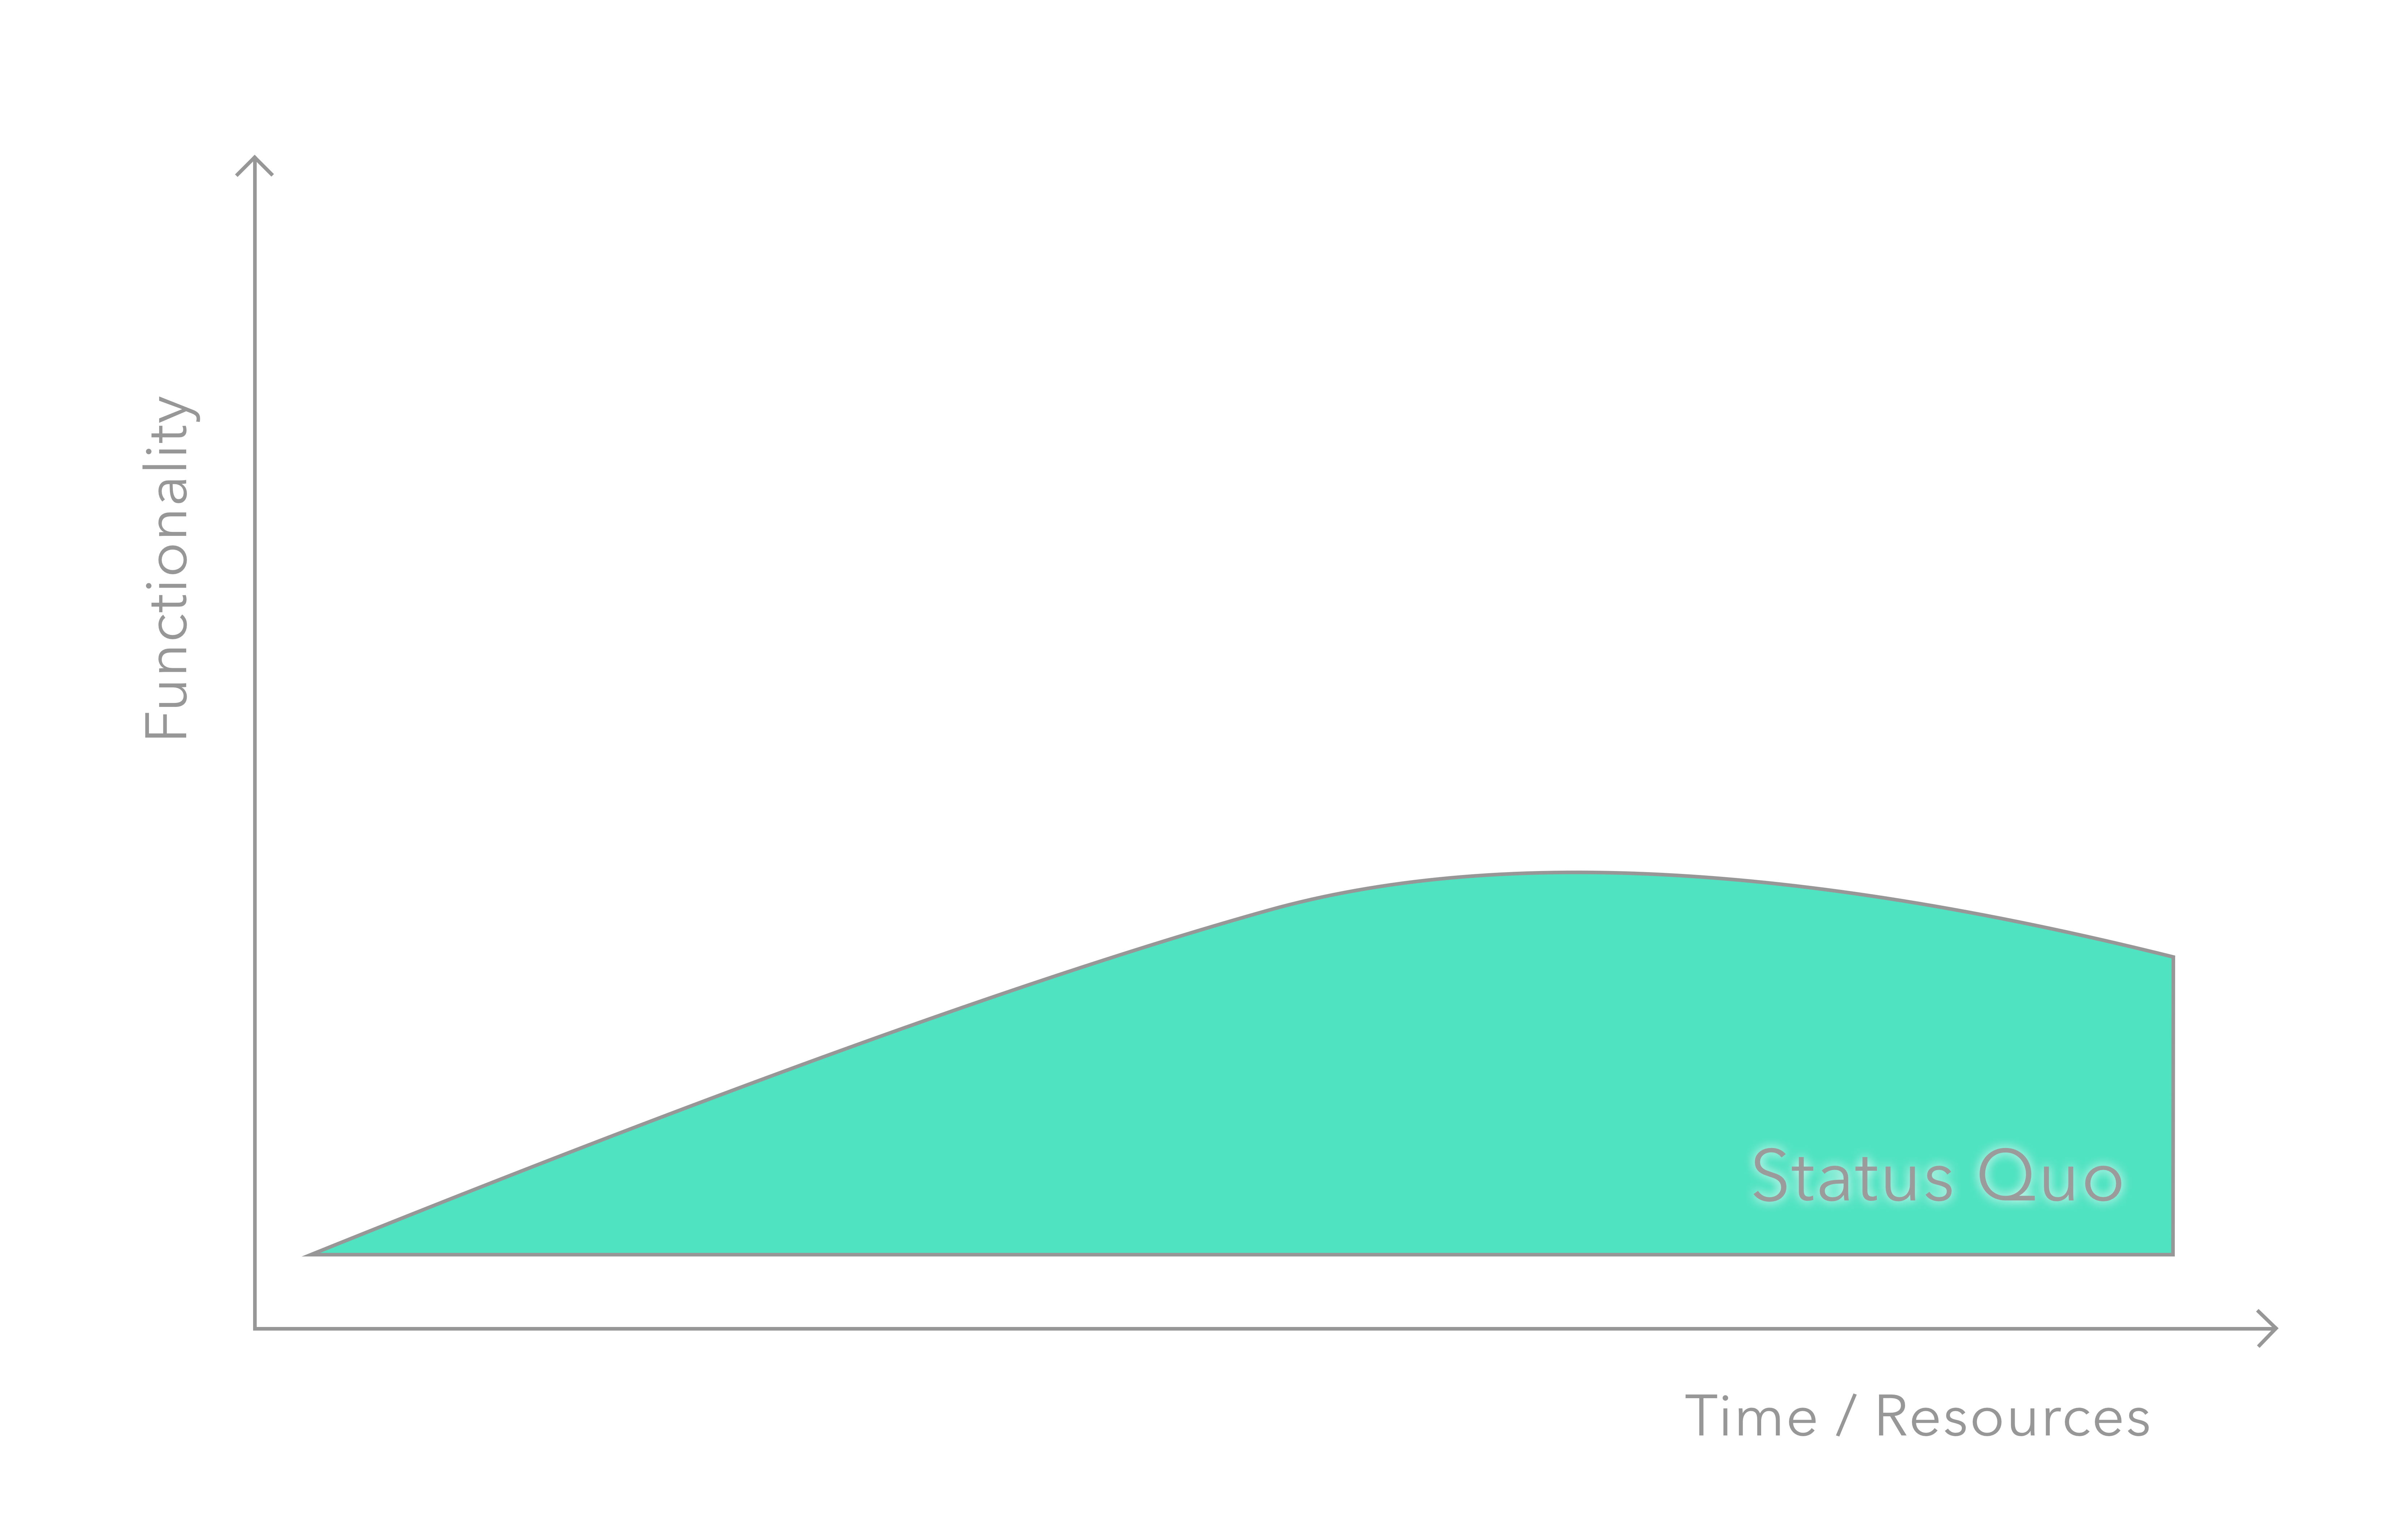 Functionality
Status Quo
Time / Resources